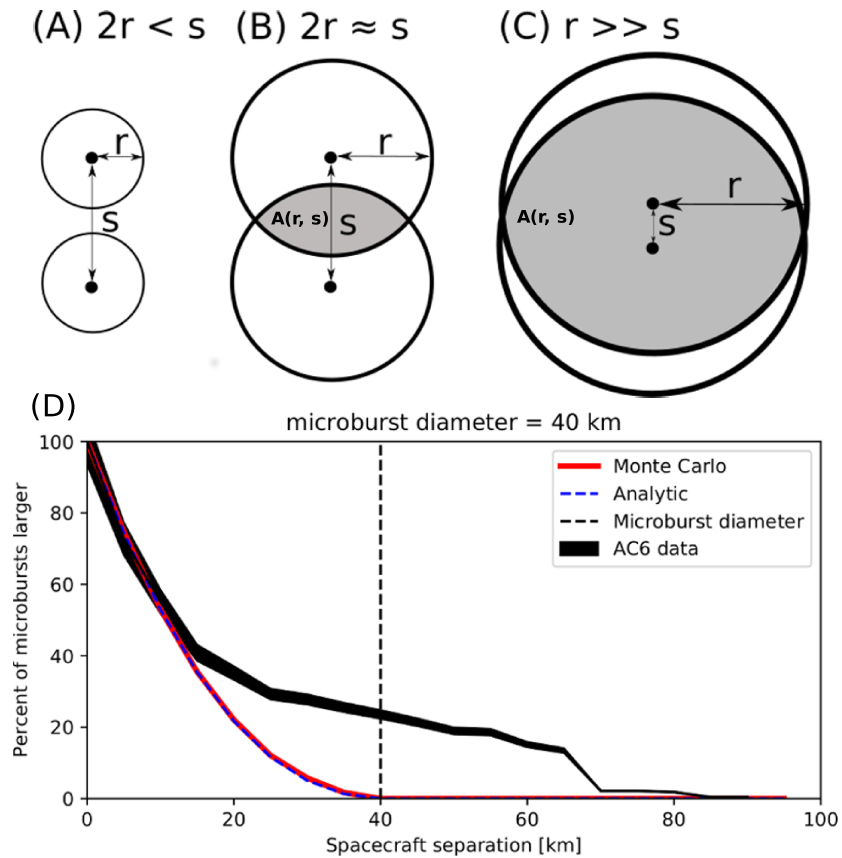 (A) 2r < s
(B) 2r ≈ s
(C) r >> s
r
s
r
A(r, s)
s
r
A(r, s)
s
(D)
microburst diameter = 40 km
100
80
60
40
20
0
Percent of microbursts larger
Monte Carlo
Analytic
Microburst diameter
AC6 data
0 20 40 60 80 100
Spacecraft separation [km]